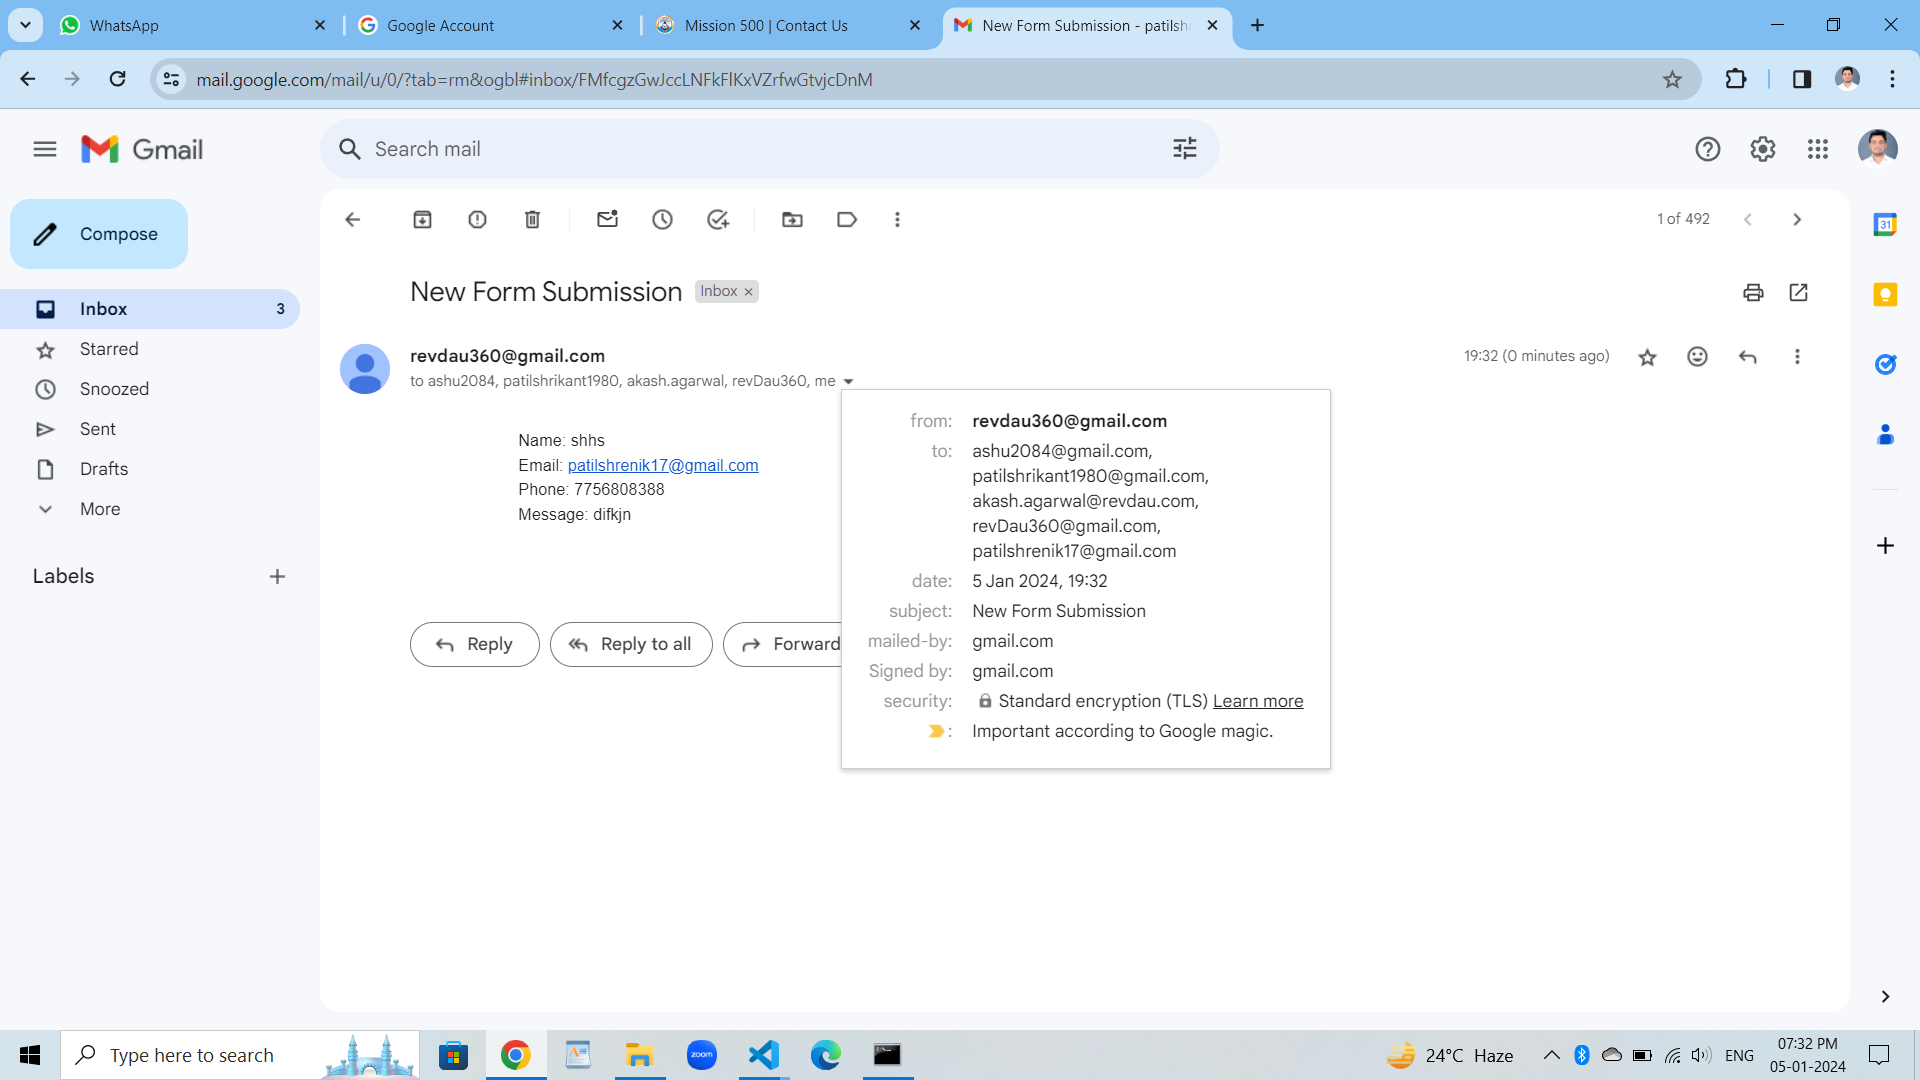 WhatsApp
Google Account
Mission 500 | Contact Us
New Form Submission - patilshr
mail.google.com/mail/u/0/?tab=rm&ogbl#inbox/FMfcgzGwJccLNFkFlKxVZrfwGtvjcDnM
Gmail
Search mail
Compose
1 of 492
Inbox 3
Starred
Snoozed
Sent
Drafts
More
Labels
New Form Submission Inbox
revdau360@gmail.com
19:32 (0 minutes ago)
to ashu2084, patilshrikant1980, akash.agarwal, revDau360, me
Name: shhs
Email: patilshrenik17@gmail.com
Phone: 7756808388
Message: difkjn
from: revdau360@gmail.com
to: ashu2084@gmail.com,
patilshrikant1980@gmail.com,
akash.agarwal@revdau.com,
revDau360@gmail.com,
patilshrenik17@gmail.com
date: 5 Jan 2024, 19:32
subject: New Form Submission
mailed-by: gmail.com
Signed by: gmail.com
security: Standard encryption (TLS) Learn more
: Important according to Google magic.
Reply
Reply to all
Forward
31
Type here to search
zoom
24°C Haze
ENG
07:32 PM
05-01-2024